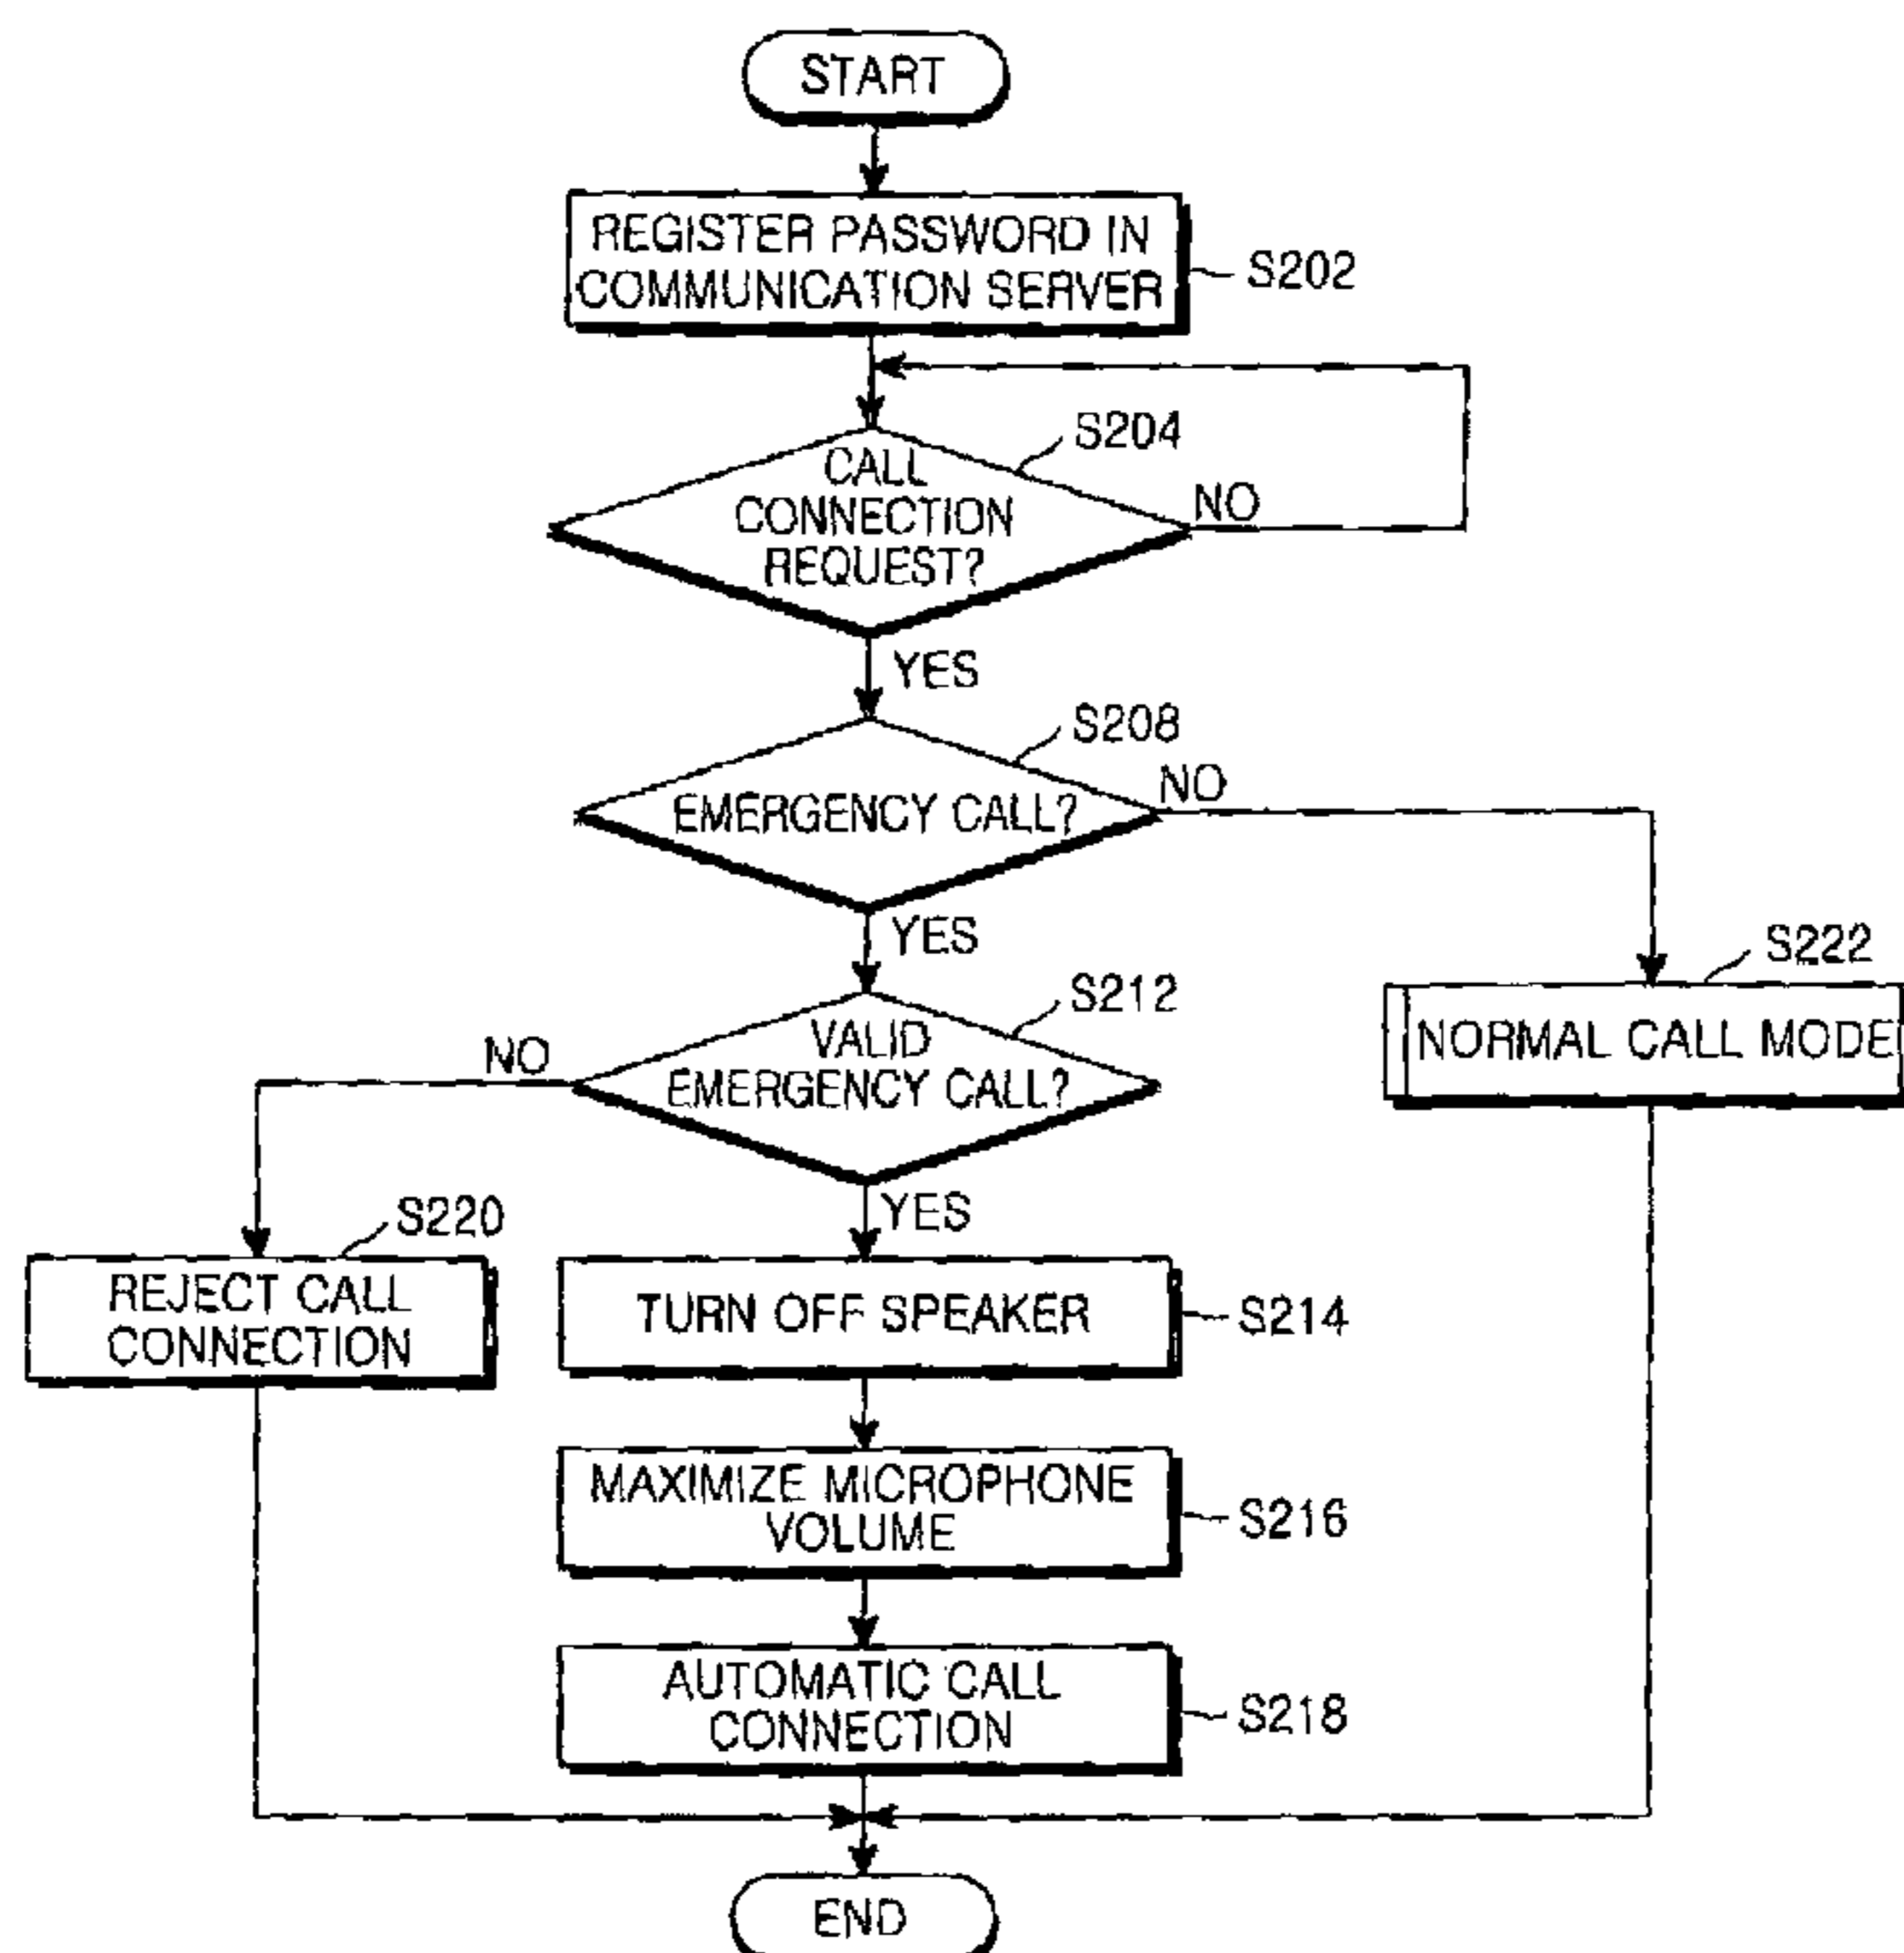 START
REGISTER PASSWORD IN
COMMUNICATION SERVER
S202
S204
CALL
CONNECTION
REQUEST?
NO
YES
S208
EMERGENCY CALL?
NO
YES
S222
NORMAL CALL MODE
S212
VALID
EMERGENCY CALL?
NO
YES
S220
REJECT CALL
CONNECTION
TURN OFF SPEAKER
S214
MAXIMIZE MICROPHONE
VOLUME
S216
AUTOMATIC CALL
CONNECTION
S218
END